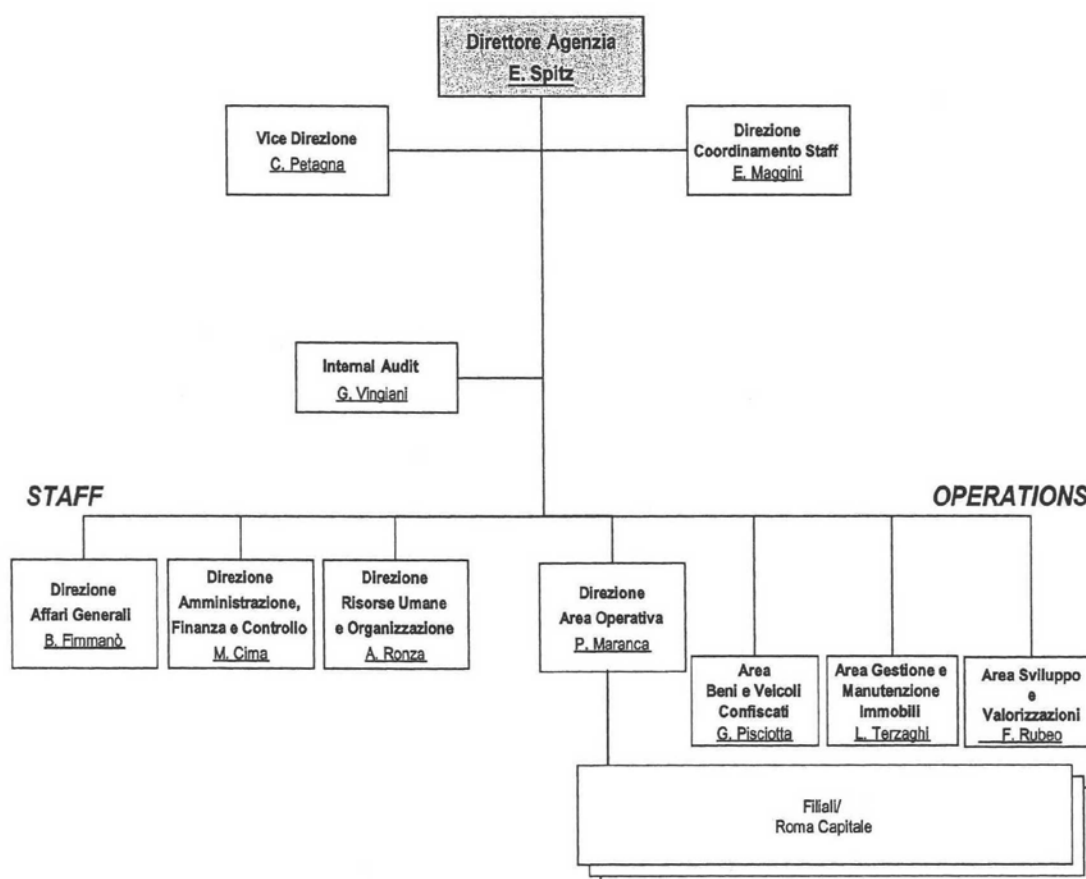 Direttore Agenzia
E. Spitz
Vice Direzione
C. Petagna
Direzione
Coordinamento Staff
E. Maggini
Internal Audit
G. Vingiani
STAFF
OPERATIONS
Direzione
Affari Generali
B. Fimmanò
Direzione
Amministrazione,
Finanza e Controllo
M. Cima
Direzione
Risorse Umane
e Organizzazione
A. Ronza
Direzione
Area Operativa
P. Maranca
Area
Beni e Veicoli
Confiscati
G. Pisciotta
Area Gestione e
Manutenzione
Immobili
L. Terzaghi
Area Sviluppo
e
Valorizzazioni
F. Rubeo
Filiali/
Roma Capitale